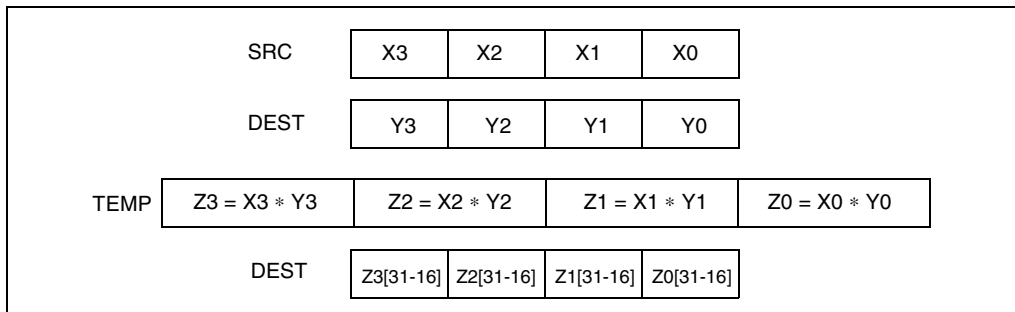 SRC X3 X2 X1 X0
DEST Y3 Y2 Y1 Y0
TEMP Z3 = X3 * Y3 Z2 = X2 * Y2 Z1 = X1 * Y1 Z0 = X0 * Y0
DEST Z3[31-16] Z2[31-16] Z1[31-16] Z0[31-16]